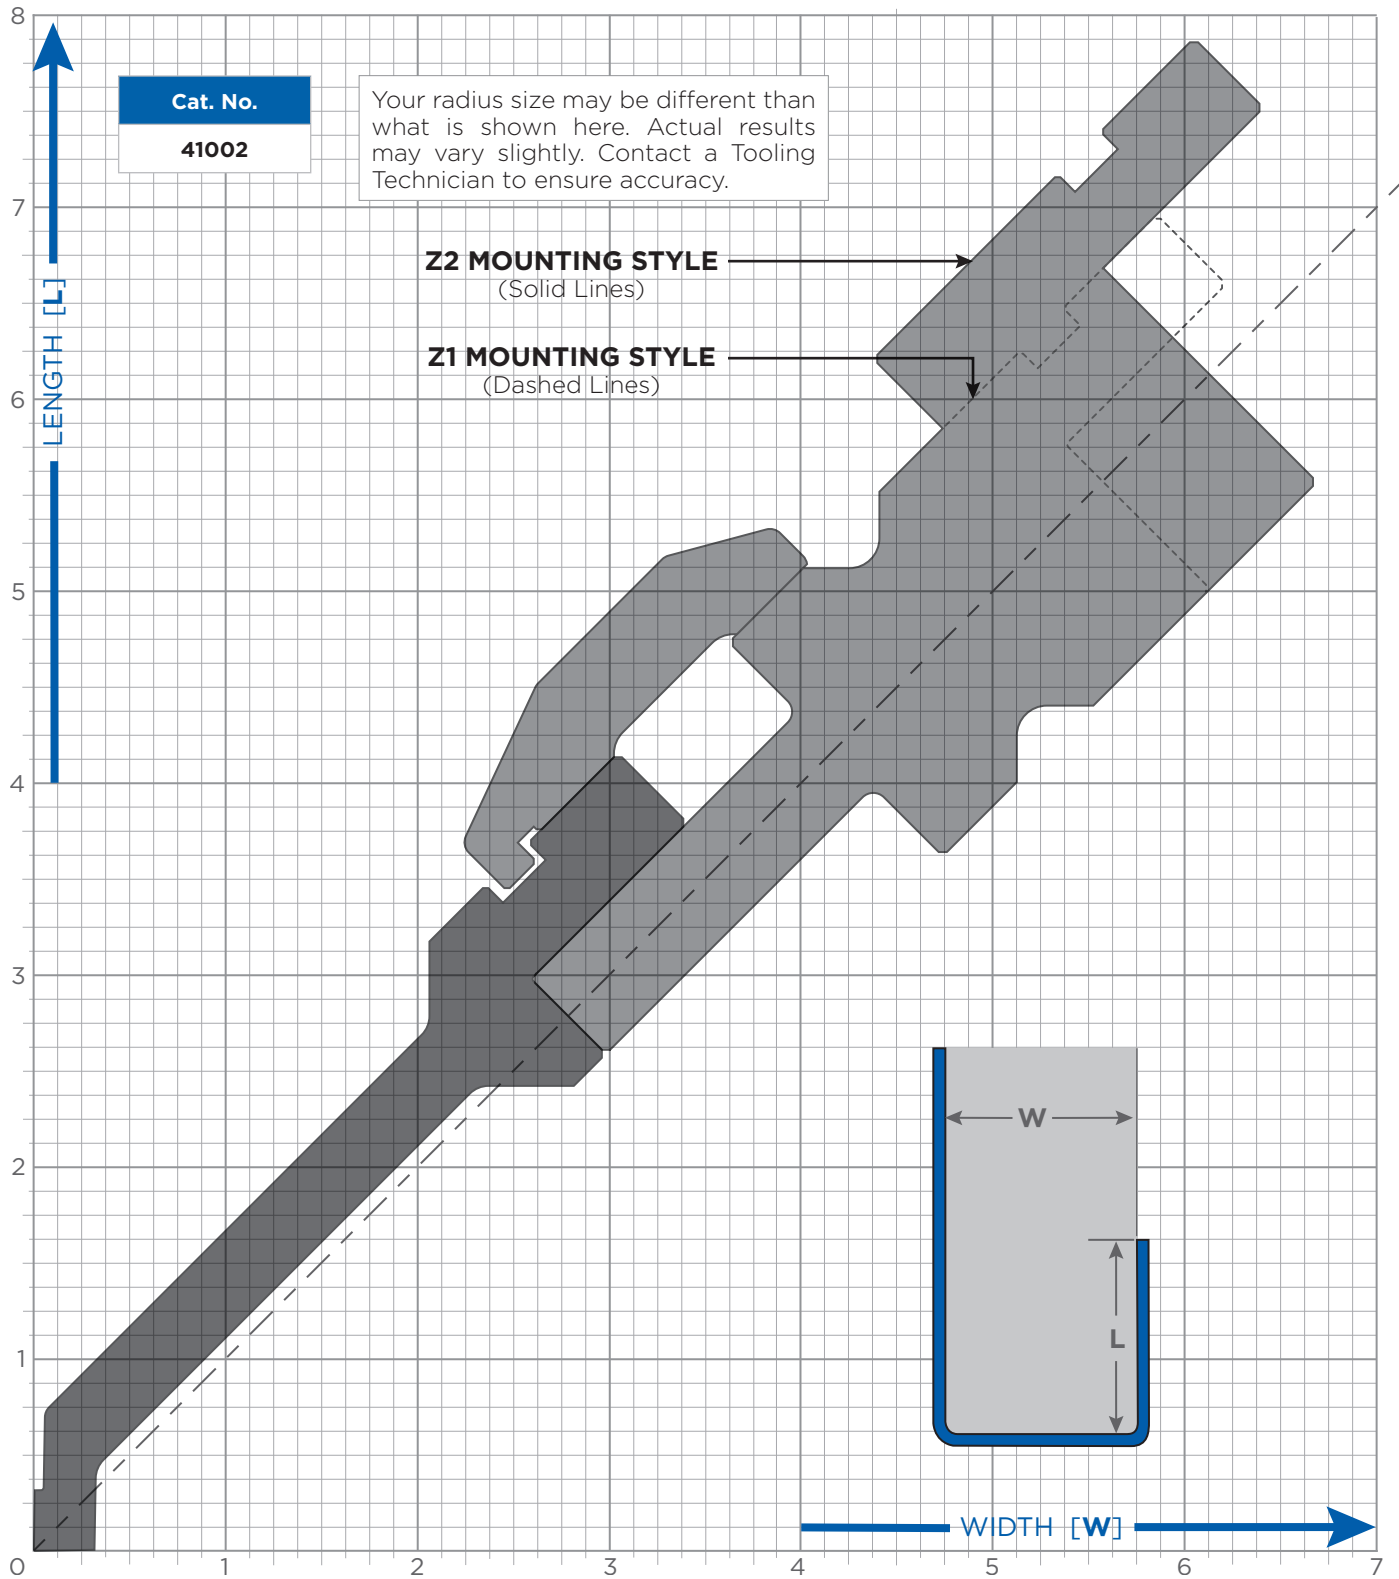 8
Cat. No.
41002
Your radius size may be different than
what is shown here. Actual results
may vary slightly. Contact a Tooling
Technician to ensure accuracy.
7
Z2 MOUNTING STYLE
(Solid Lines)
LENGTH [L]
Z1 MOUNTING STYLE
(Dashed Lines)
6
5
4
3
W
2
L
1
WIDTH [W]
0
1
2
3
4
5
6
7